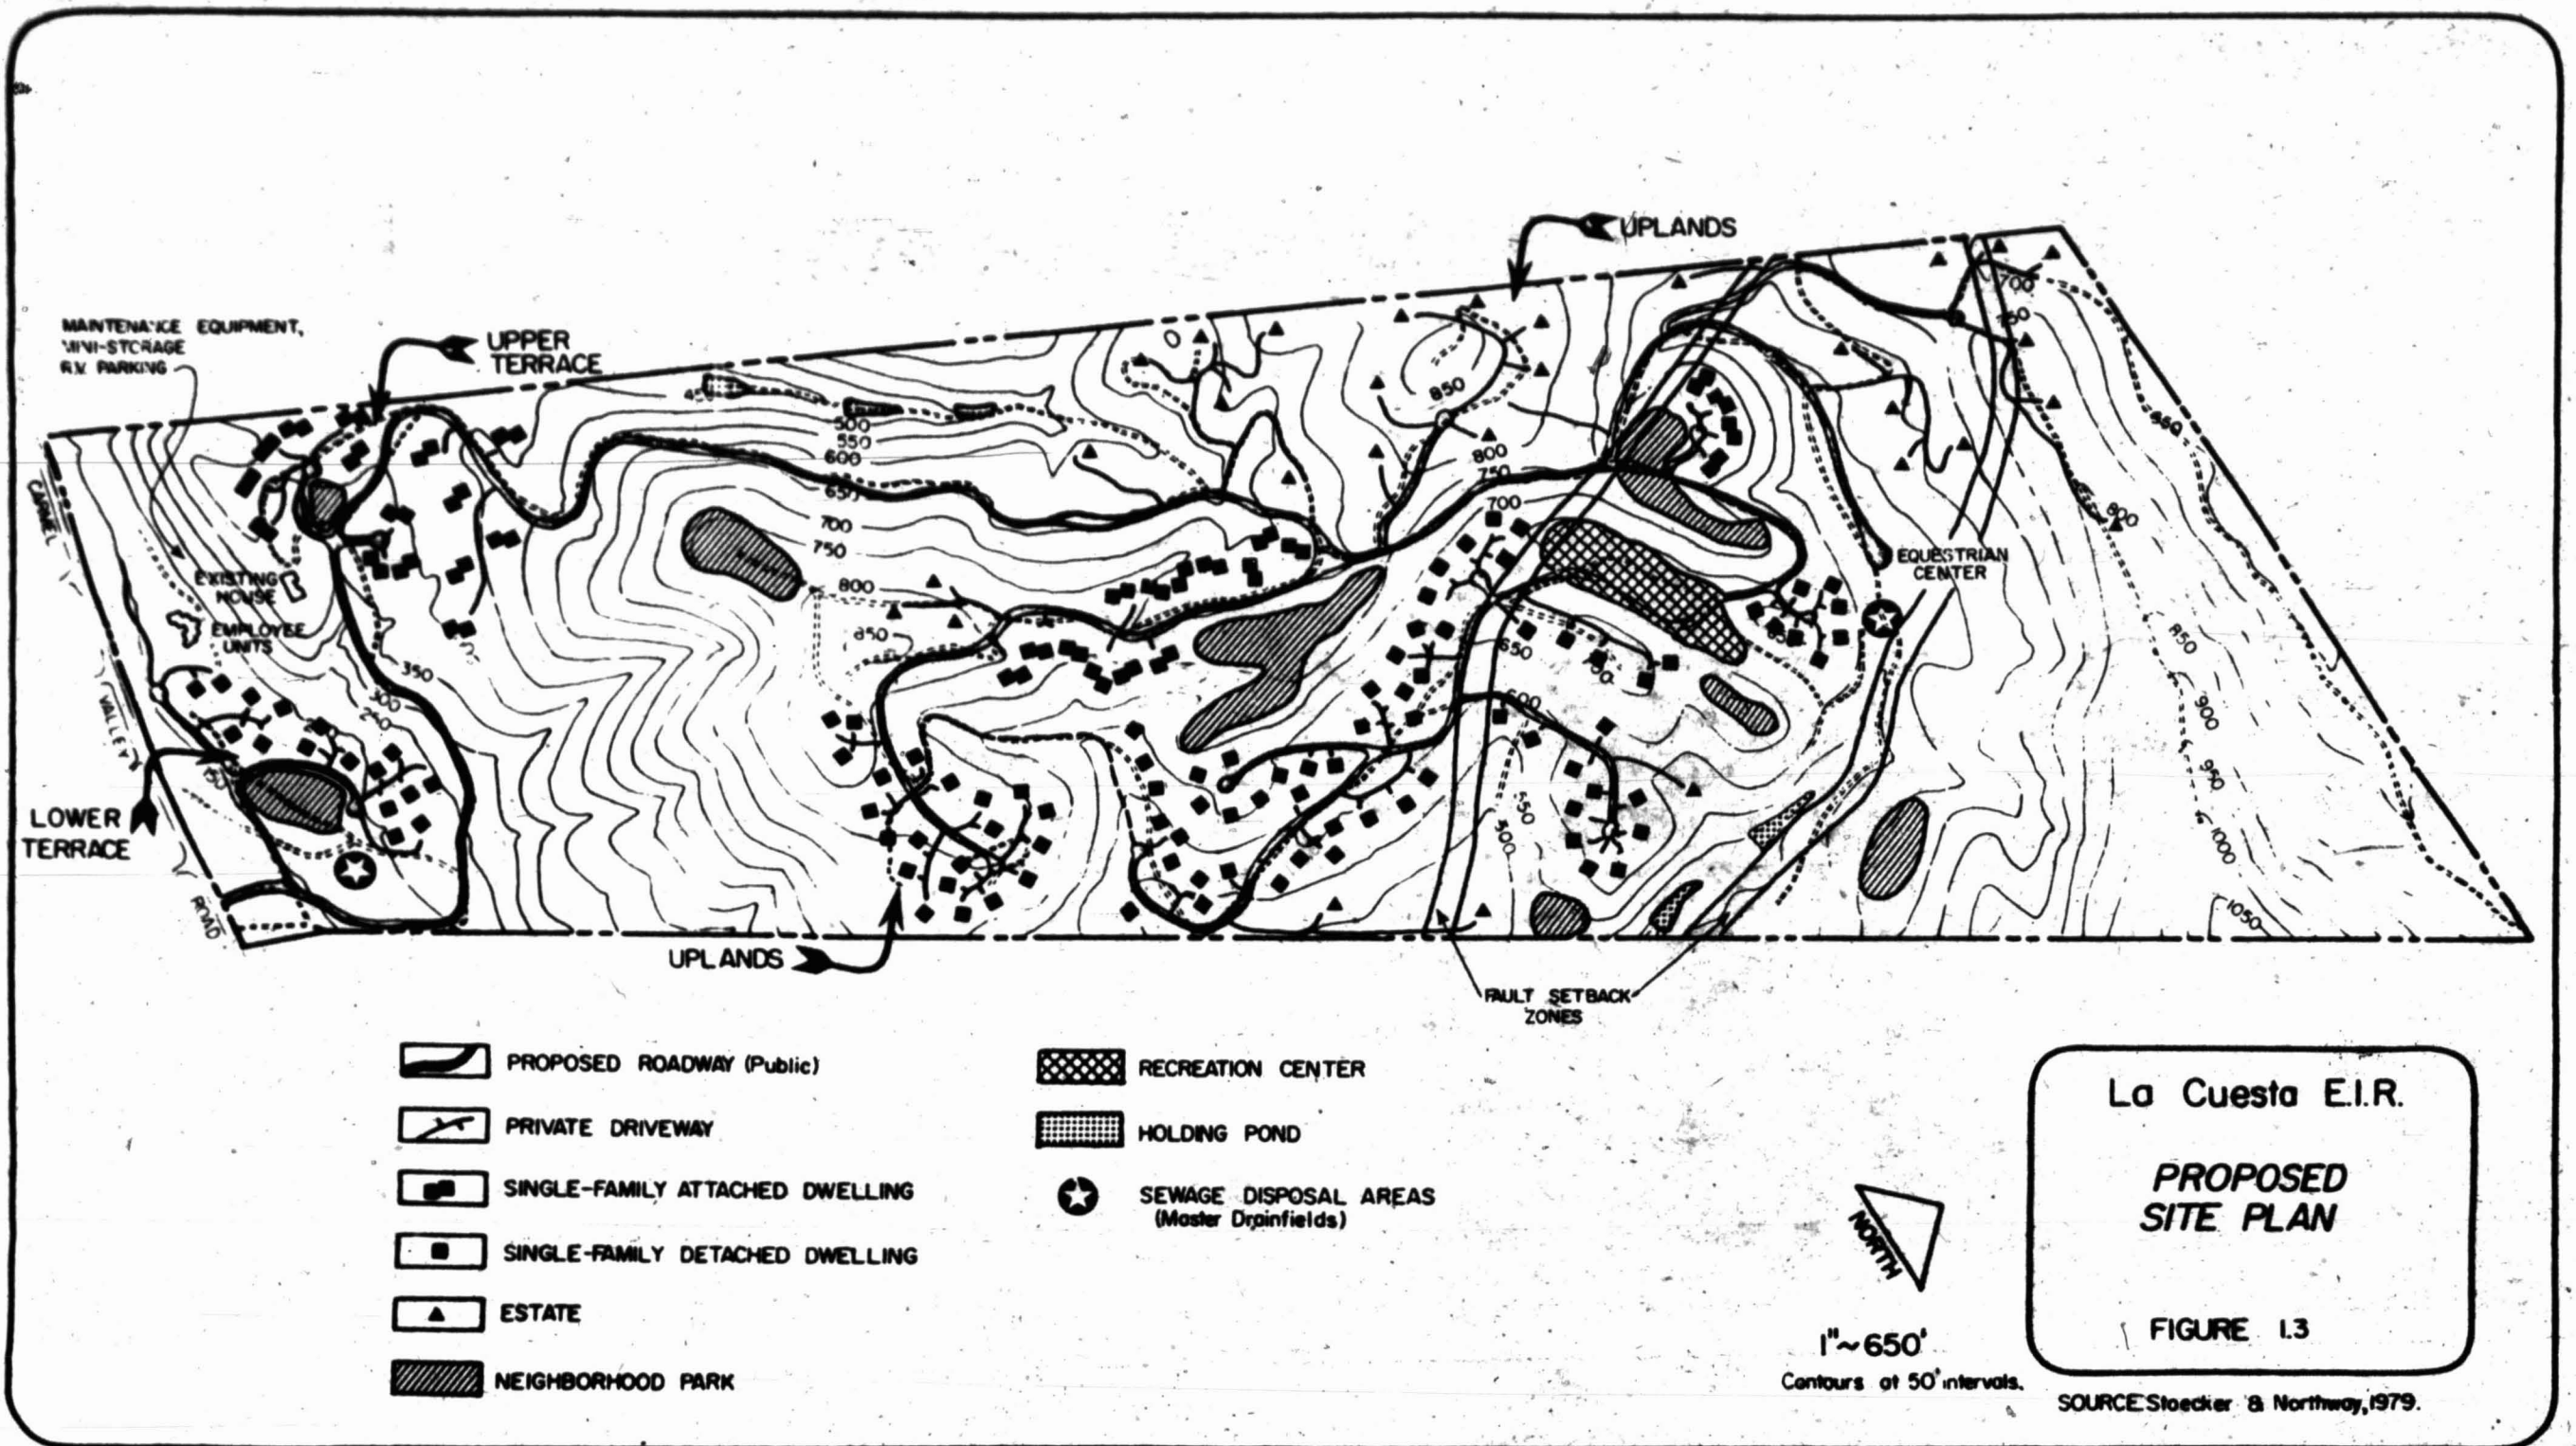 UPLANDS
MAINTENANCE EQUIPMENT,
MINI-STORAGE
R.V. PARKING
UPPER
TERRACE
700
750
850
500
550
600
650
700
750
800
850
800
750
700
650
600
550
500
650
800
850
900
950
1000
1050
EQUESTRIAN
CENTER
CARMEL
VALLEY
ROAD
EXISTING
HOUSE
EMPLOYEE
UNITS
350
300
250
150
LOWER
TERRACE
UPLANDS
FAULT SETBACK
ZONES
PROPOSED ROADWAY (Public)
PRIVATE DRIVEWAY
SINGLE-FAMILY ATTACHED DWELLING
SINGLE-FAMILY DETACHED DWELLING
ESTATE
NEIGHBORHOOD PARK
RECREATION CENTER
HOLDING POND
SEWAGE DISPOSAL AREAS
(Master Drainfields)
NORTH
1"~650'
Contours at 50' intervals.
La Cuesta E.I.R.
PROPOSED
SITE PLAN
FIGURE 1.3
SOURCE Stoecker & Northway, 1979.